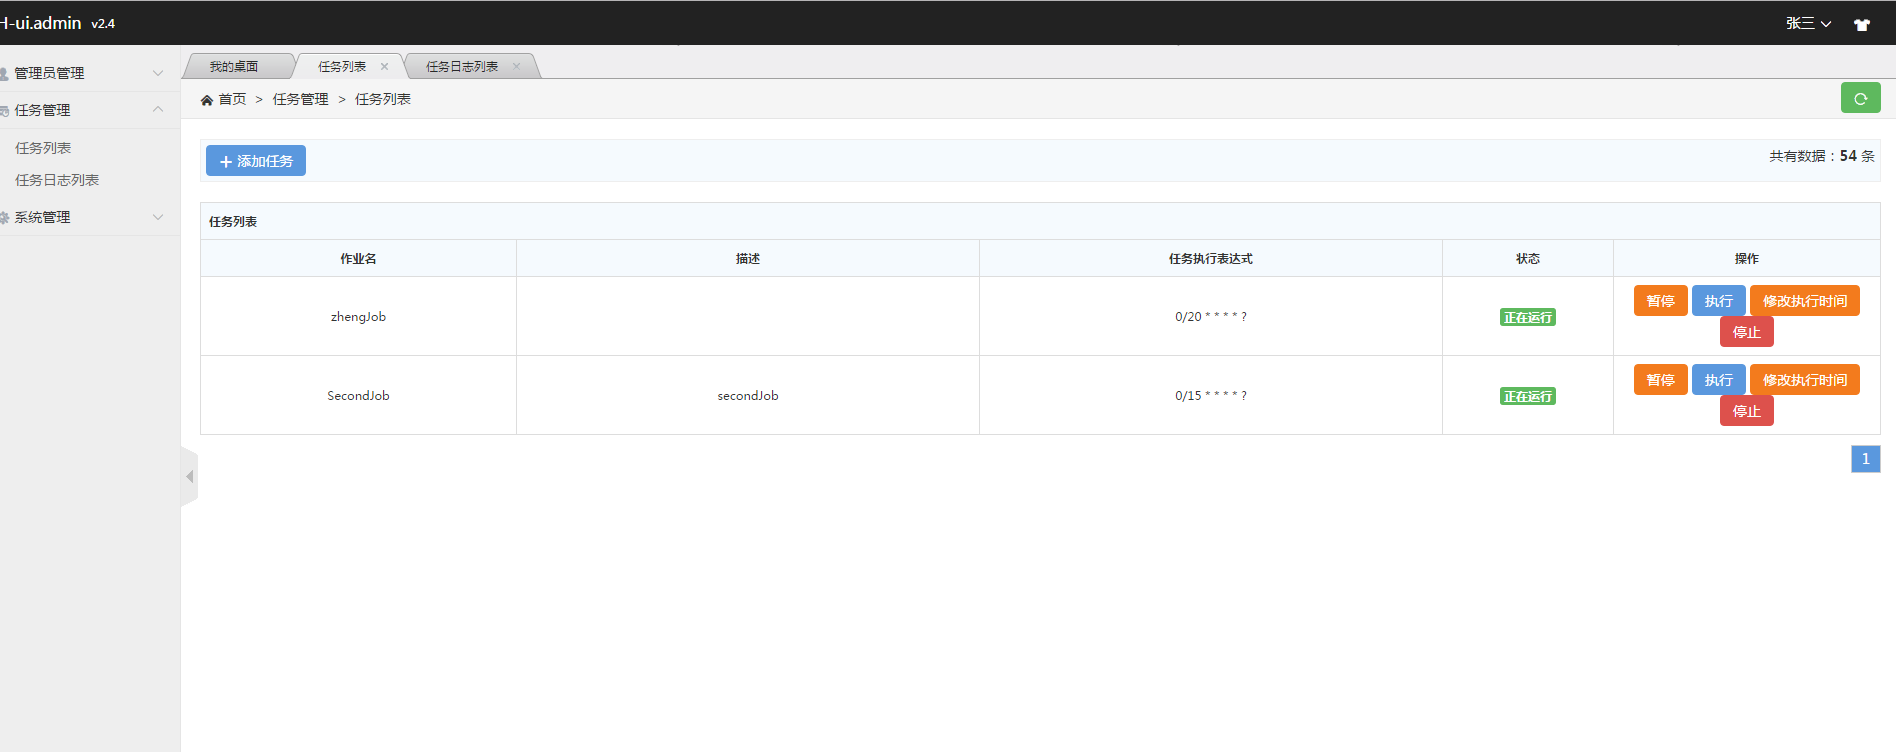 H-ui.admin v2.4
张三
管理员管理
任务管理
任务列表
任务日志列表
系统管理
我的桌面
任务列表
任务日志列表
首页 > 任务管理 > 任务列表
添加任务
共有数据：54 条
任务列表
作业名 描述 任务执行表达式 状态 操作
zhengJob 0/20 * * * * ? 正在运行 暂停 执行 修改执行时间
停止
SecondJob secondJob 0/15 * * * * ? 正在运行 暂停 执行 修改执行时间
停止
1